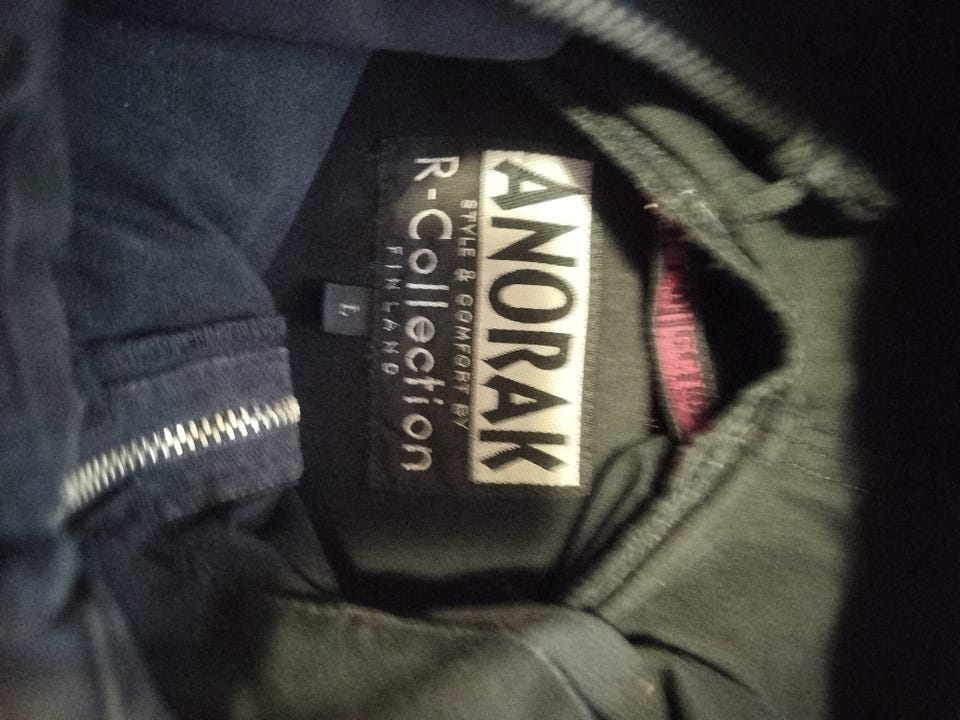 ANORAK
STYLE & COMFORT BY
R-Collection
FINLAND
L